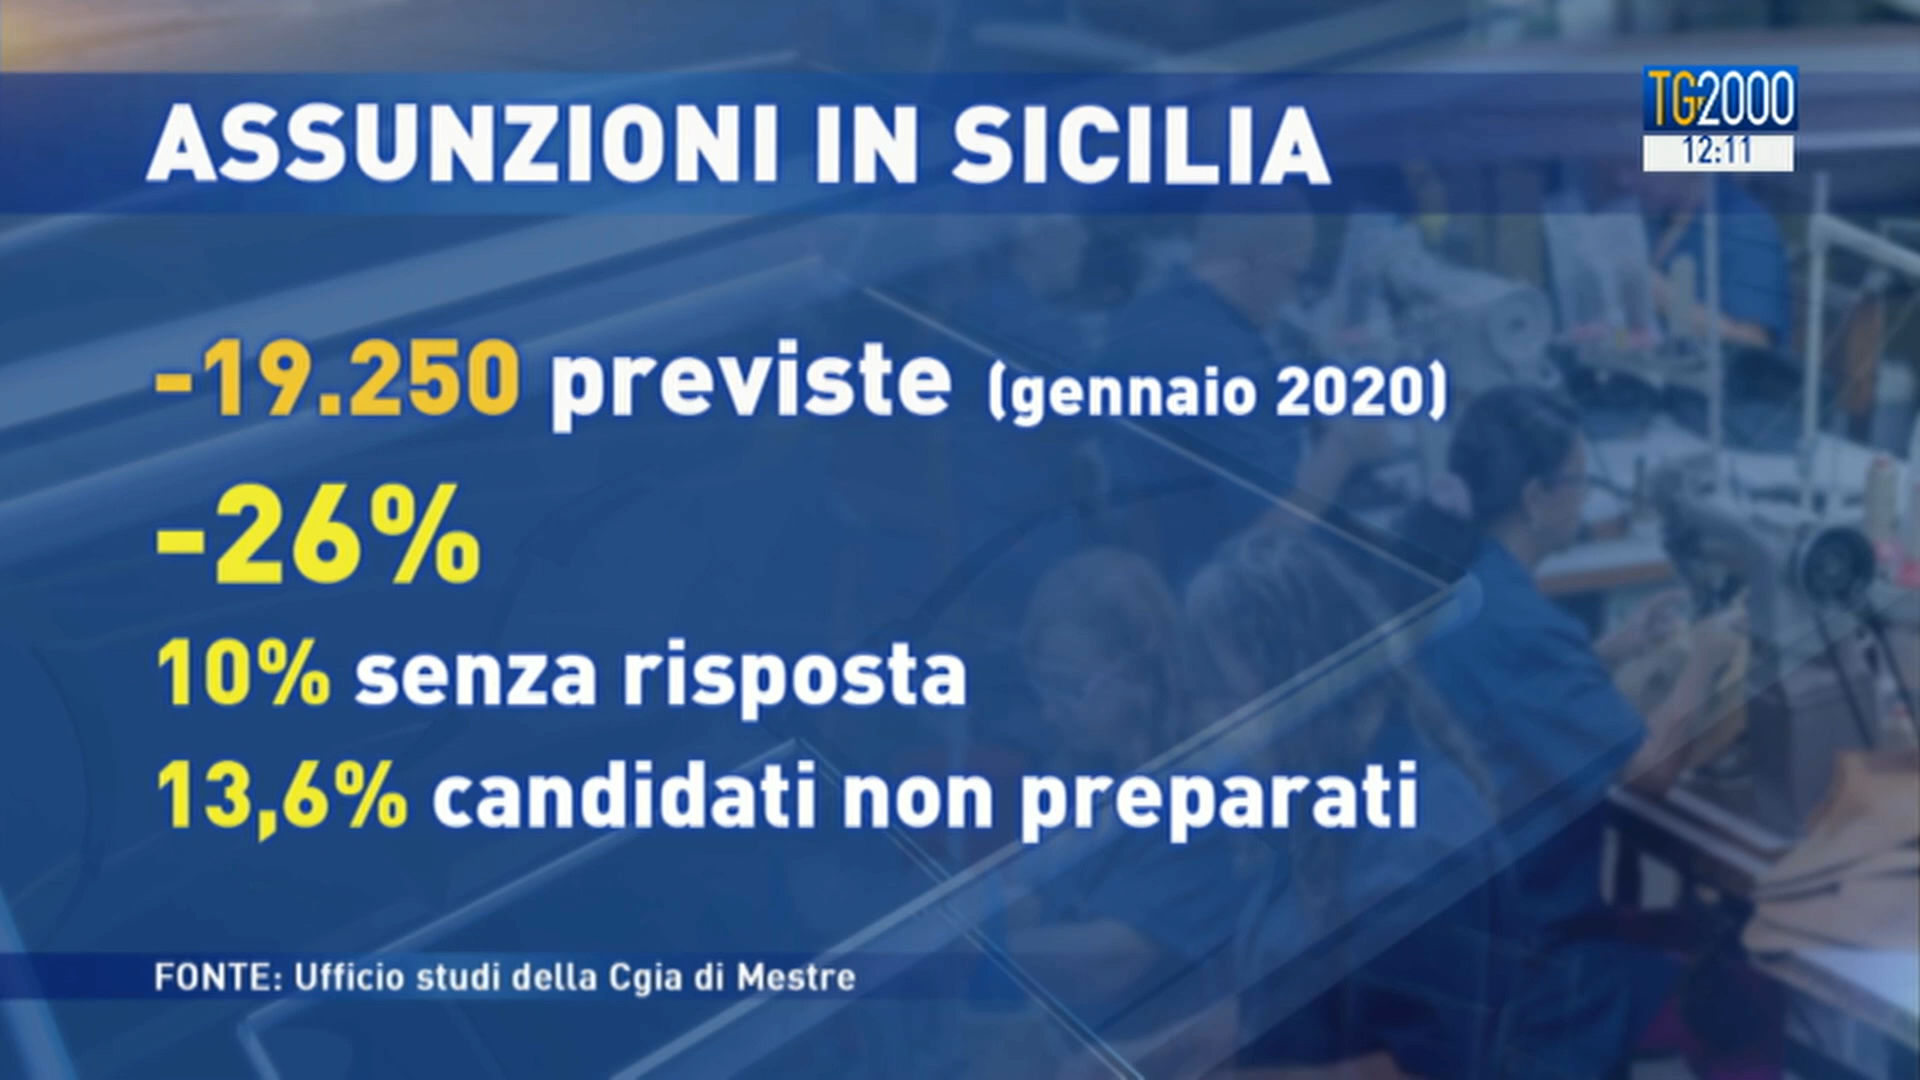 ASSUNZIONI IN SICILIA
TG2000
12:11
-19.250 previste (gennaio 2020)
-26%
10% senza risposta
13,6% candidati non preparati
FONTE: Ufficio studi della Cgia di Mestre